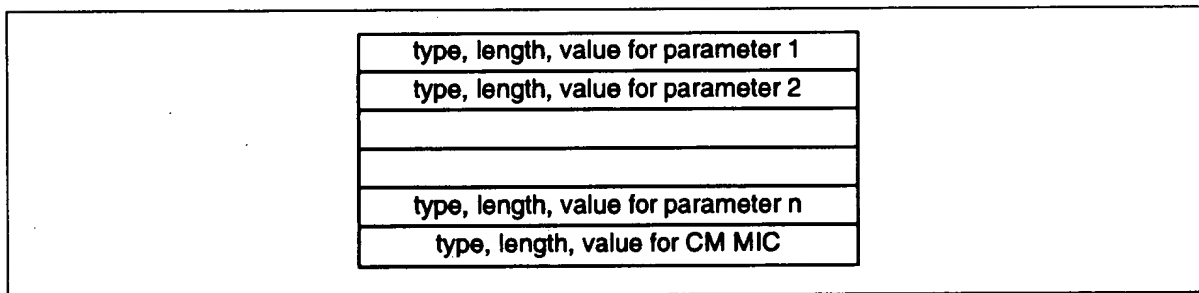 type, length, value for parameter 1
type, length, value for parameter 2
type, length, value for parameter n
type, length, value for CM MIC